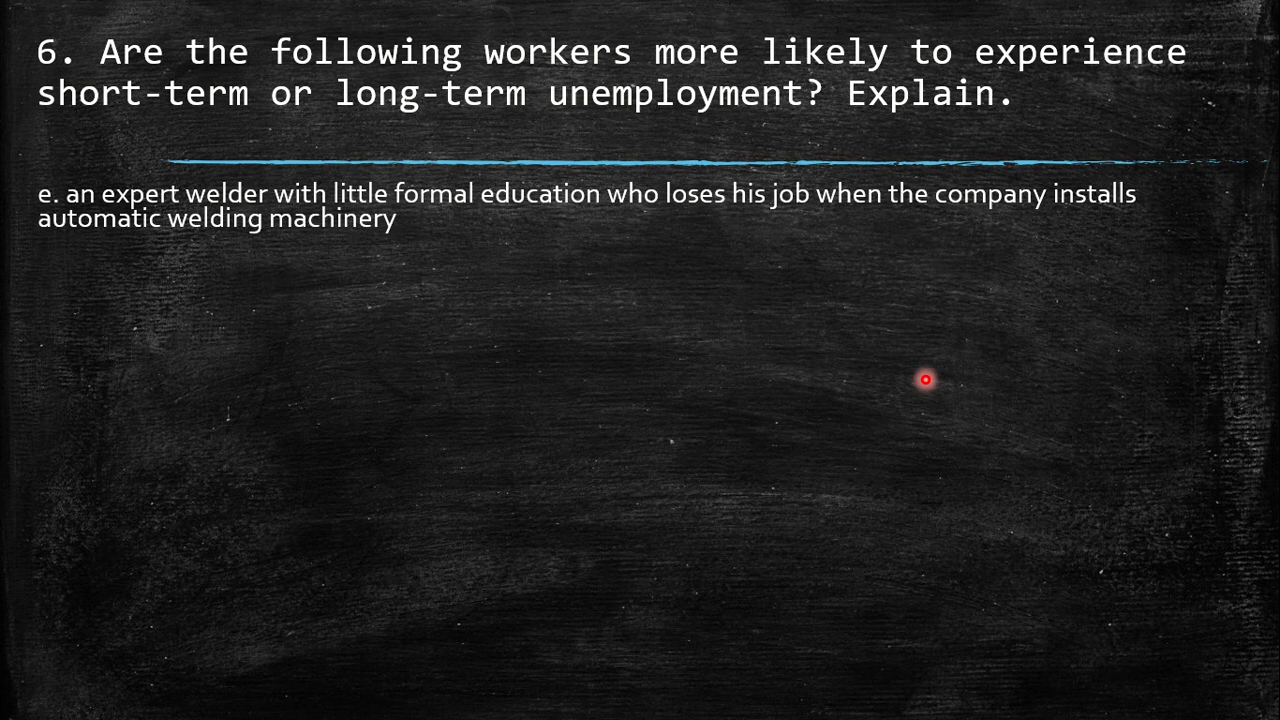 6. Are the following workers more likely to experience
short-term or long-term unemployment? Explain.
e. an expert welder with little formal education who loses his job when the company installs
automatic welding machinery